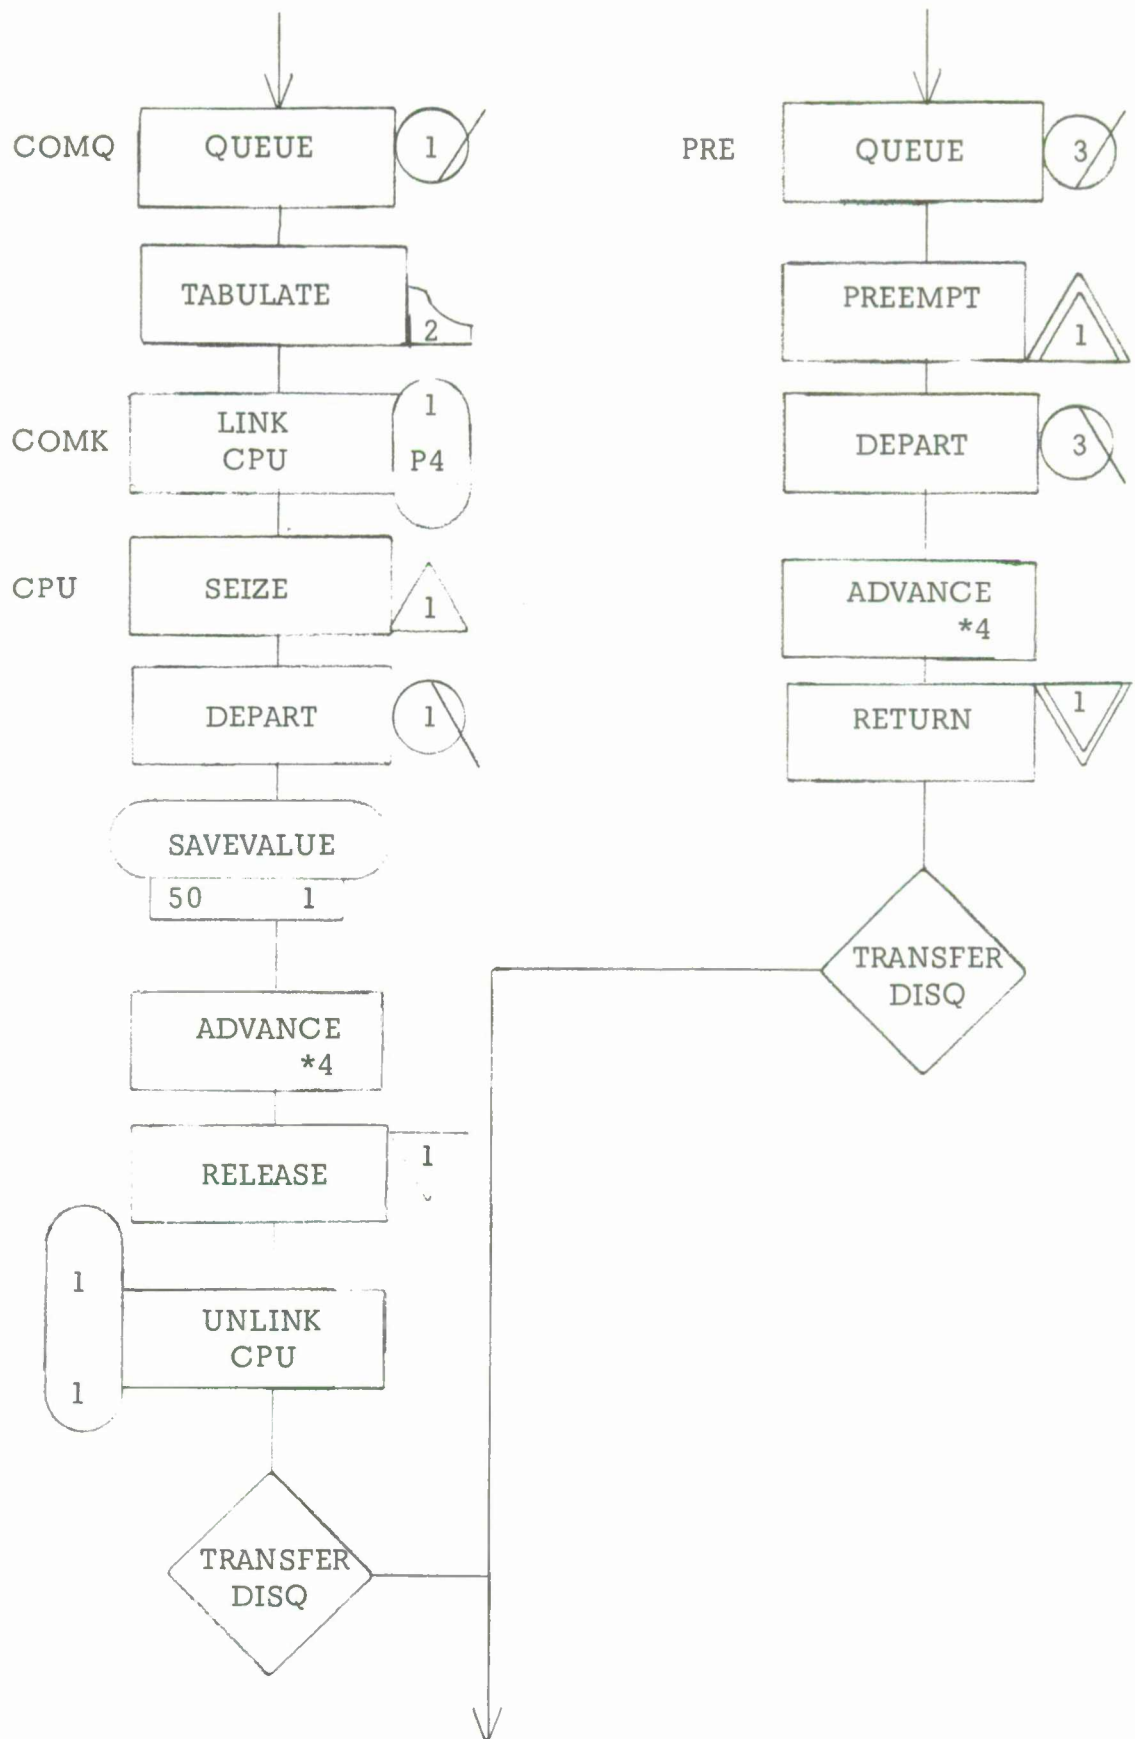 COMQ QUEUE 1
TABULATE
2
COMK
LINK
CPU
1
P4
CPU SEIZE 1
DEPART 1
SAVEVALUE
50 1
ADVANCE
*4
RELEASE
1
1
UNLINK
CPU
1
TRANSFER
DISQ
PRE QUEUE 3
PREEMPT
1
DEPART 3
ADVANCE
*4
RETURN 1
TRANSFER
DISQ